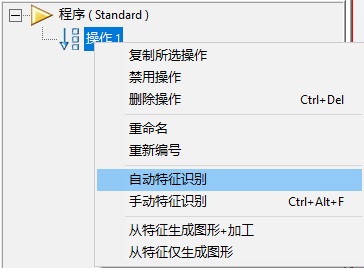 程序 ( Standard )
操作 1
复制所选操作
禁用操作
删除操作 Ctrl+Del
重命名
重新编号
自动特征识别
手动特征识别 Ctrl+Alt+F
从特征生成图形+加工
从特征仅生成图形